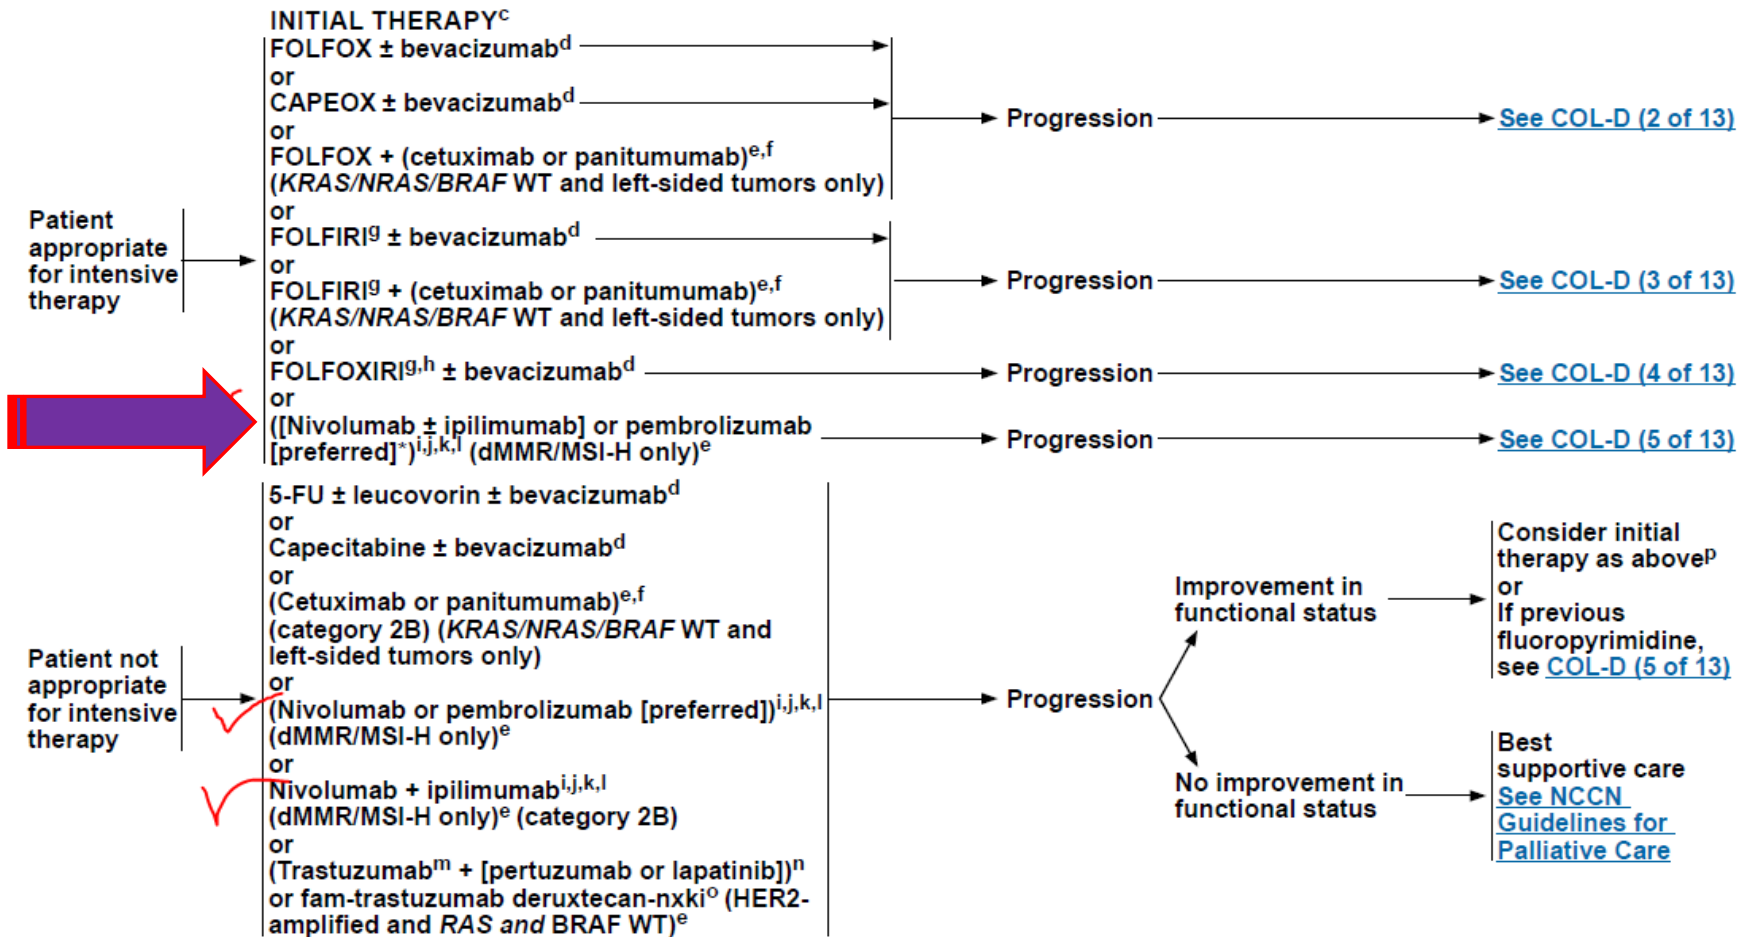 INITIAL THERAPYc
FOLFOX ± bevacizumabd
or
CAPEOX ± bevacizumabd
or
FOLFOX + (cetuximab or panitumumab)e,f
(KRAS/NRAS/BRAF WT and left-sided tumors only)
or
FOLFIRIg ± bevacizumabd
or
FOLFIRIg + (cetuximab or panitumumab)e,f
(KRAS/NRAS/BRAF WT and left-sided tumors only)
or
FOLFOXIRIg,h ± bevacizumabd
or
([Nivolumab ± ipilimumab] or pembrolizumab
[preferred]*)i,j,k,l (dMMR/MSI-H only)e
Patient
appropriate
for intensive
therapy
Progression
See COL-D (2 of 13)
Progression
See COL-D (3 of 13)
Progression
See COL-D (4 of 13)
Progression
See COL-D (5 of 13)
Patient not
appropriate
for intensive
therapy
5-FU ± leucovorin ± bevacizumabd
or
Capecitabine ± bevacizumabd
or
(Cetuximab or panitumumab)e,f
(category 2B) (KRAS/NRAS/BRAF WT and
left-sided tumors only)
or
(Nivolumab or pembrolizumab [preferred])i,j,k,l
(dMMR/MSI-H only)e
or
Nivolumab + ipilimumabi,j,k,l
(dMMR/MSI-H only)e (category 2B)
or
(Trastuzumabm + [pertuzumab or lapatinib])n
or fam-trastuzumab deruxtecan-nxkio (HER2-
amplified and RAS and BRAF WT)e
Progression
Improvement in
functional status
Consider initial
therapy as abovep
or
If previous
fluoropyrimidine,
see COL-D (5 of 13)
No improvement in
functional status
Best
supportive care
See NCCN
Guidelines for
Palliative Care